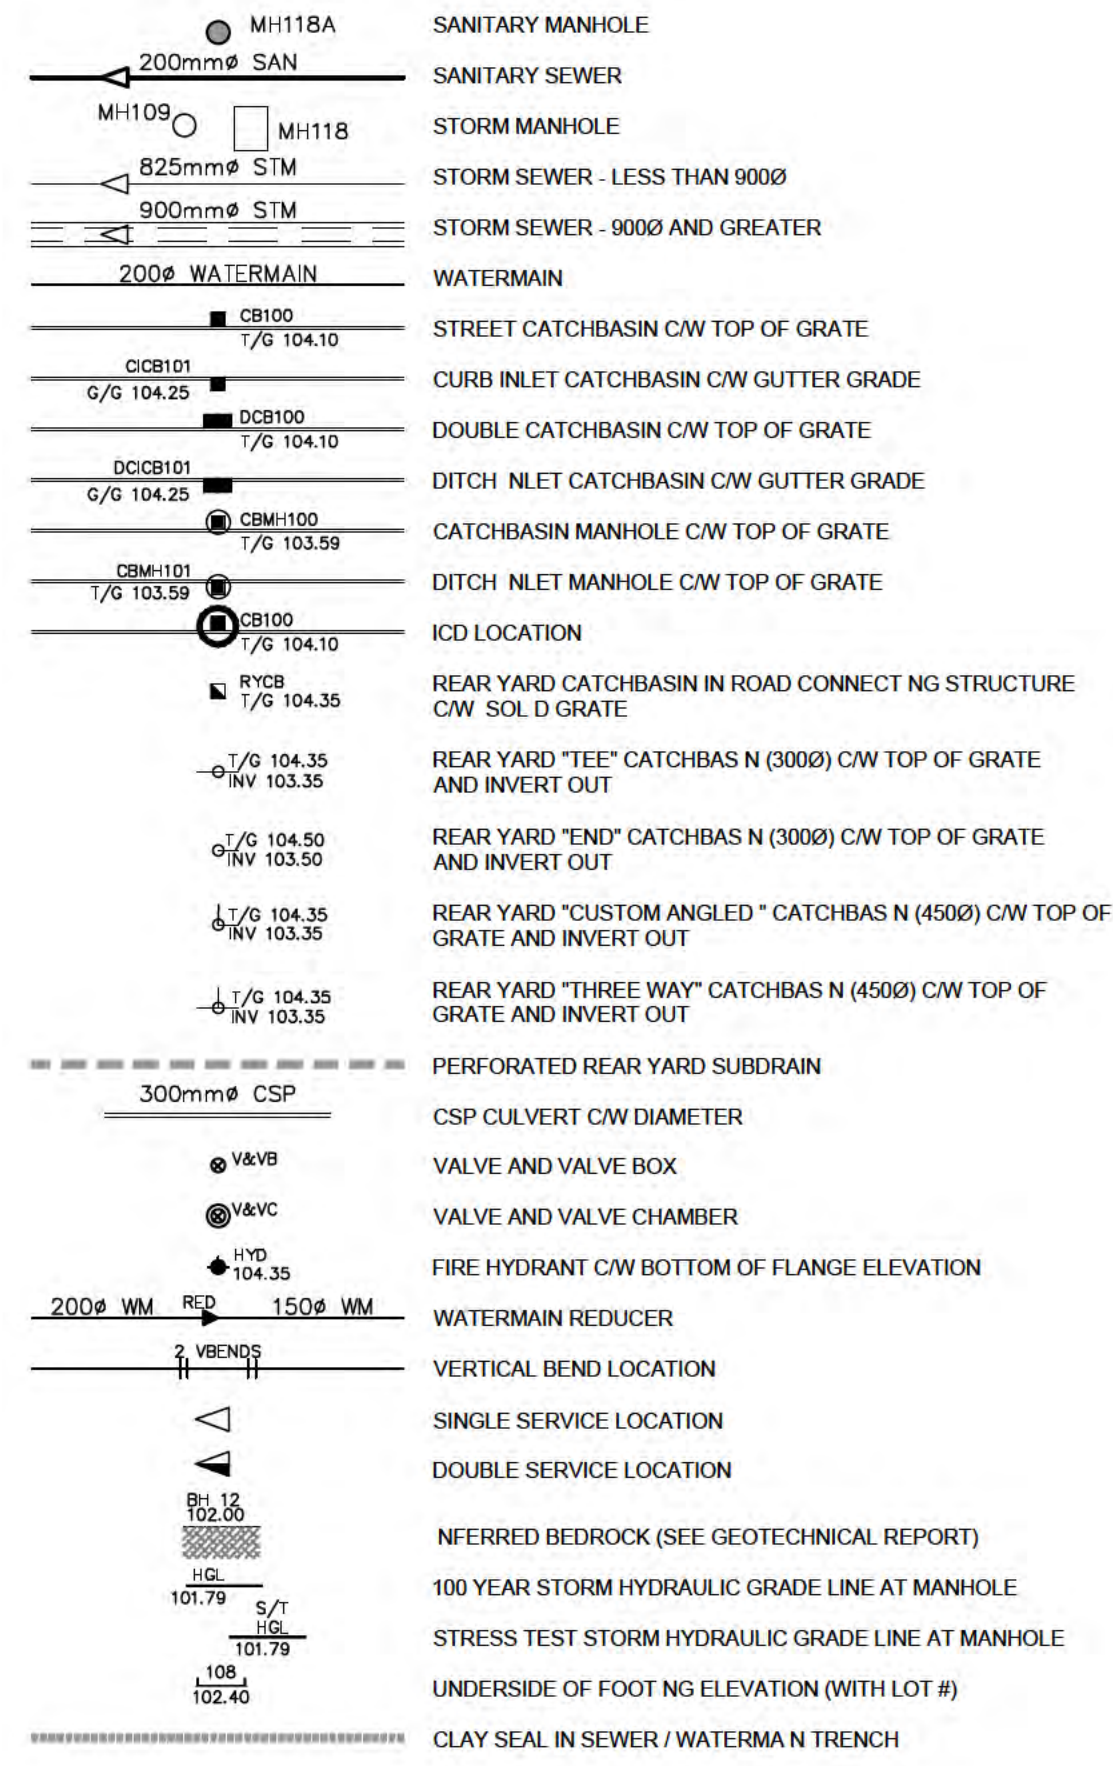 MH118A SANITARY MANHOLE
200mmø SAN SANITARY SEWER
MH109 MH118 STORM MANHOLE
825mmø STM STORM SEWER - LESS THAN 900Ø
900mmø STM STORM SEWER - 900Ø AND GREATER
200ø WATERMAIN WATERMAIN
CB100
T/G 104.10 STREET CATCHBASIN C/W TOP OF GRATE
CICB101
G/G 104.25 CURB INLET CATCHBASIN C/W GUTTER GRADE
DCB100
T/G 104.10 DOUBLE CATCHBASIN C/W TOP OF GRATE
DCICB101
G/G 104.25 DITCH NLET CATCHBASIN C/W GUTTER GRADE
CBMH100
T/G 103.59 CATCHBASIN MANHOLE C/W TOP OF GRATE
CBMH101
T/G 103.59 DITCH NLET MANHOLE C/W TOP OF GRATE
CB100
T/G 104.10 ICD LOCATION
RYCB REAR YARD CATCHBASIN IN ROAD CONNECT NG STRUCTURE
T/G 104.35 C/W SOL D GRATE
T/G 104.35 REAR YARD "TEE" CATCHBAS N (300Ø) C/W TOP OF GRATE
INV 103.35 AND INVERT OUT
T/G 104.50 REAR YARD "END" CATCHBAS N (300Ø) C/W TOP OF GRATE
INV 103.50 AND INVERT OUT
T/G 104.35 REAR YARD "CUSTOM ANGLED " CATCHBAS N (450Ø) C/W TOP OF
INV 103.35 GRATE AND INVERT OUT
T/G 104.35 REAR YARD "THREE WAY" CATCHBAS N (450Ø) C/W TOP OF
INV 103.35 GRATE AND INVERT OUT
PERFORATED REAR YARD SUBDRAIN
300mmø CSP CSP CULVERT C/W DIAMETER
V&VB VALVE AND VALVE BOX
V&VC VALVE AND VALVE CHAMBER
HYD
104.35 FIRE HYDRANT C/W BOTTOM OF FLANGE ELEVATION
200ø WM RED 150ø WM WATERMAIN REDUCER
2 VBENDS VERTICAL BEND LOCATION
SINGLE SERVICE LOCATION
DOUBLE SERVICE LOCATION
BH 12
102.00
NFERRED BEDROCK (SEE GEOTECHNICAL REPORT)
HGL
101.79 100 YEAR STORM HYDRAULIC GRADE LINE AT MANHOLE
S/T
HGL
101.79 STRESS TEST STORM HYDRAULIC GRADE LINE AT MANHOLE
108
102.40 UNDERSIDE OF FOOT NG ELEVATION (WITH LOT #)
CLAY SEAL IN SEWER / WATERMA N TRENCH